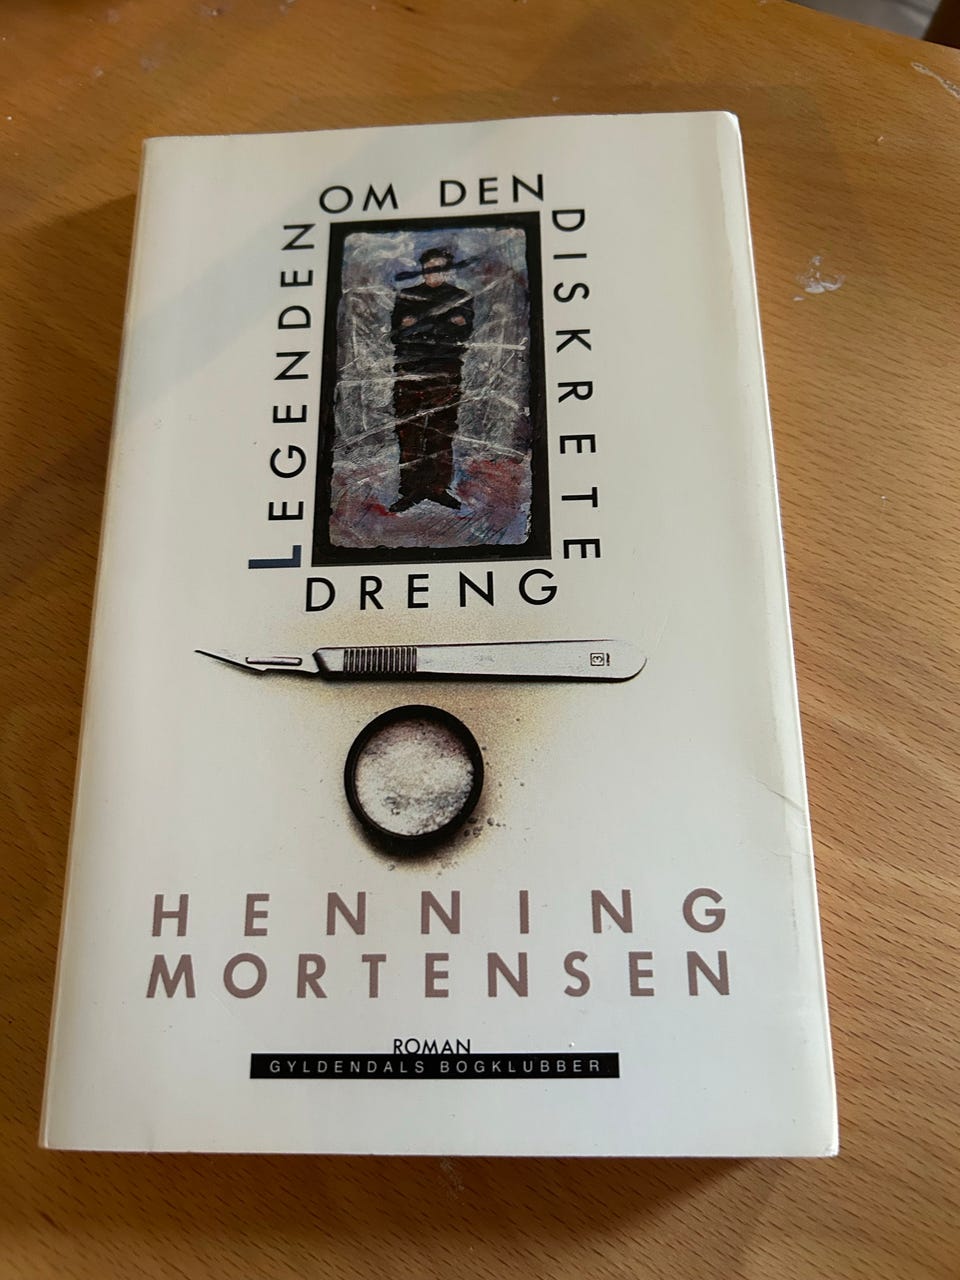 LEGENDEN
OM DEN
DISKRETE
DRENG
3
HENNING
MORTENSEN
ROMAN
GYLDENDALS BOGKLUBBER